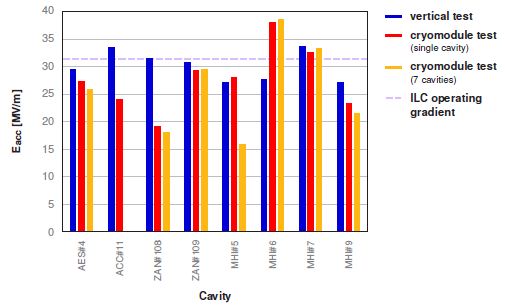 40
35
30
25
20
15
10
5
0
Eacc [MV/m]
AES#4
ACC#11
ZAN#108
ZAN#109
MHI#5
MHI#6
MHI#7
MHI#9
Cavity
vertical test
cryomodule test
(single cavity)
cryomodule test
(7 cavities)
ILC operating
gradient